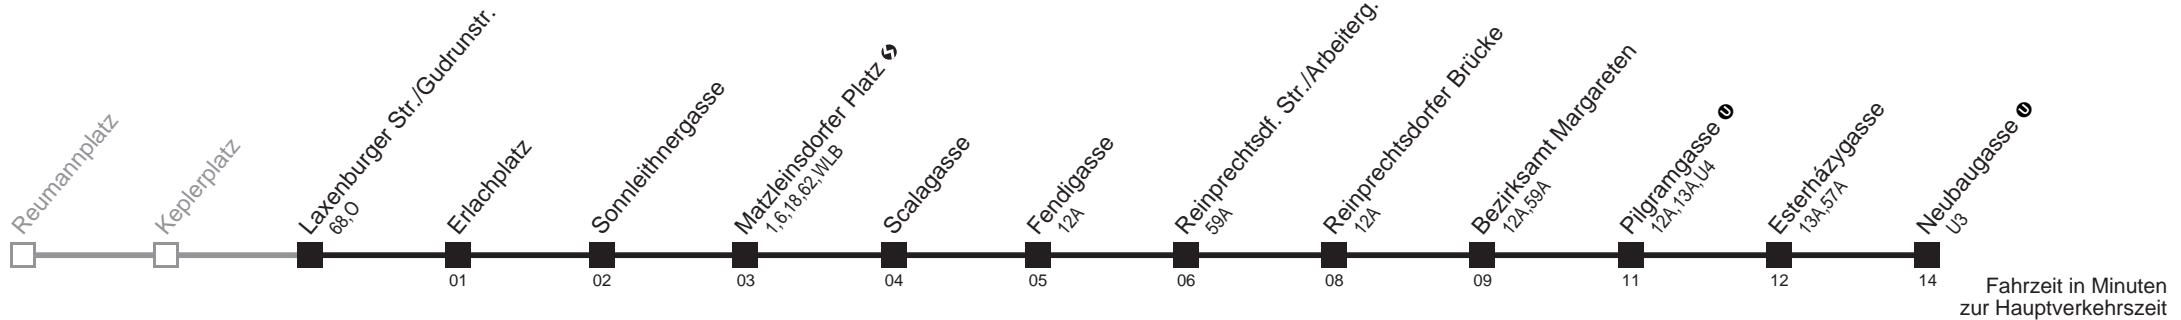 Reumannplatz
Keplerplatz
Laxenburger Str./Gudrunstr.
68,O
Erlachplatz
01
Sonnleithnergasse
02
Matzleinsdorfer Platz
1,6,18,62,WLB
03
Scalagasse
04
Fendigasse
12A
05
Reinprechtsdf. Str./Arbeiterg.
59A
06
Reinprechtsdorfer Brücke
12A
08
Bezirksamt Margareten
12A,59A
09
Pilgramgasse U
12A,13A,U4
11
Esterházygasse
13A,57A
12
Neubaugasse U
U3
14
Fahrzeit in Minuten
zur Hauptverkehrszeit